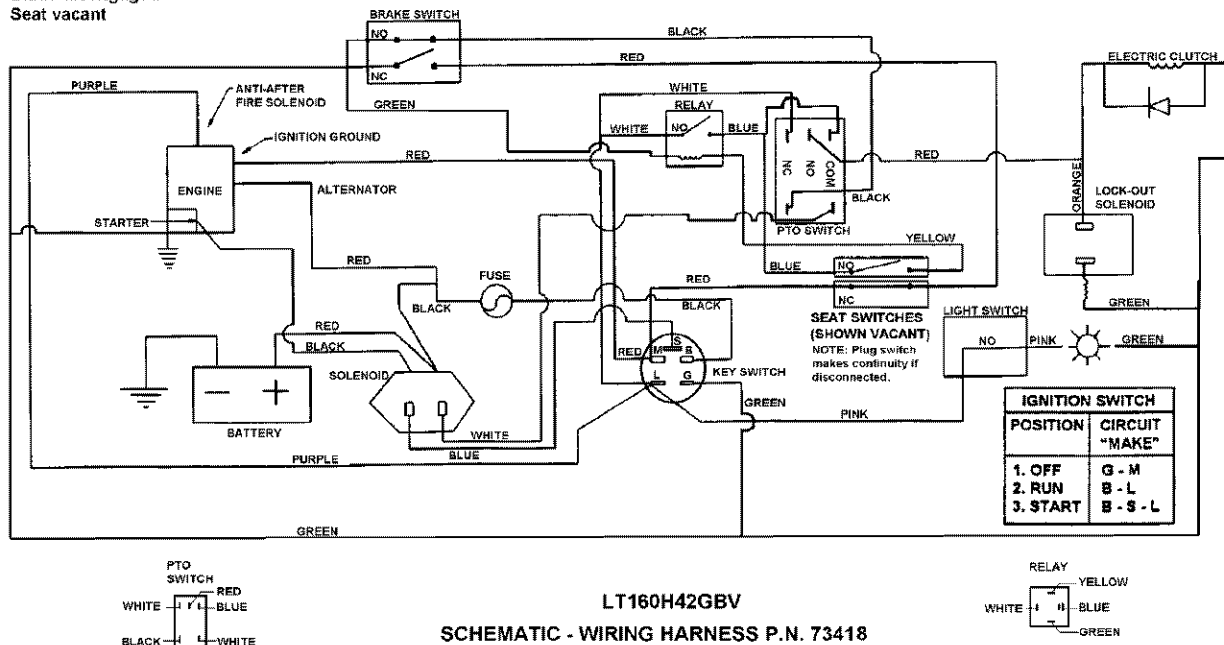 Seat vacant
BRAKE SWITCH
NO
NC
BLACK
RED
ELECTRIC CLUTCH
PURPLE
ANTI-AFTER
FIRE SOLENOID
GREEN
WHITE
RELAY
WHITE
NO
BLUE
IGNITION GROUND
RED
NC
NO
COM
RED
ENGINE
ALTERNATOR
BLACK
ORANGE
LOCK-OUT
SOLENOID
STARTER
PTO SWITCH
YELLOW
RED
FUSE
BLUE
NO
RED
NC
BLACK
BLACK
GREEN
SEAT SWITCHES
(SHOWN VACANT)
NOTE: Plug switch
makes continuity if
disconnected.
LIGHT SWITCH
NO
PINK
GREEN
RED
BLACK
SOLENOID
RED
S
M
B
L
G
KEY SWITCH
BATTERY
GREEN
PINK
WHITE
BLUE
PURPLE
IGNITION SWITCH
POSITION CIRCUIT
"MAKE"
1. OFF G - M
2. RUN B - L
3. START B - S - L
GREEN
PTO
SWITCH
RED
WHITE
BLUE
BLACK
WHITE
LT160H42GBV
SCHEMATIC - WIRING HARNESS P.N. 73418
RELAY
YELLOW
WHITE
BLUE
GREEN